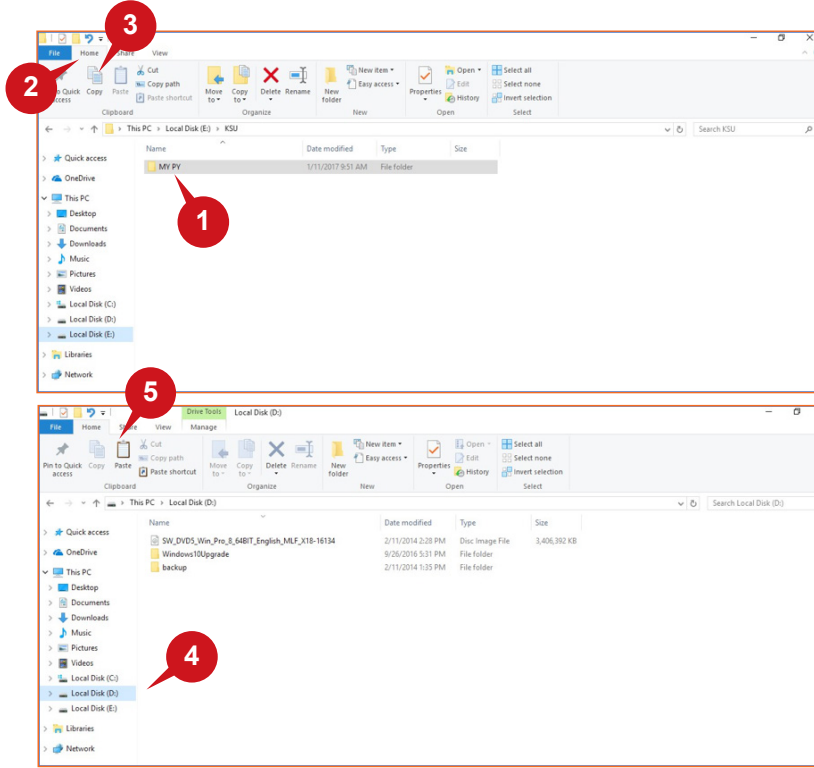 3
File Home Share View
2
Pin to Quick access
Copy
Paste
Cut
Copy path
Paste shortcut
Move to
Copy to
Delete
Rename
New folder
New item
Easy access
Properties
Open
Edit
History
Select all
Select none
Invert selection
Clipboard Organize New Open Select
This PC > Local Disk (E:) > KSU
Search KSU
Name Date modified Type Size
MY PY 1/11/2017 9:51 AM File folder
1
Quick access
OneDrive
This PC
Desktop
Documents
Downloads
Music
Pictures
Videos
Local Disk (C:)
Local Disk (D:)
Local Disk (E:)
Libraries
Network
5
Drive Tools Local Disk (D:)
File Home Share View Manage
Pin to Quick access
Copy
Paste
Cut
Copy path
Paste shortcut
Move to
Copy to
Delete
Rename
New folder
New item
Easy access
Properties
Open
Edit
History
Select all
Select none
Invert selection
Clipboard Organize New Open Select
This PC > Local Disk (D:)
Search Local Disk (D:)
Name Date modified Type Size
SW_DVD5_Win_Pro_8_64BIT_English_MLF_X18-16134 2/11/2014 2:28 PM Disc Image File 3,406,392 KB
Windows10Upgrade 9/26/2016 5:31 PM File folder
backup 2/11/2014 1:35 PM File folder
Quick access
OneDrive
This PC
Desktop
Documents
Downloads
Music
Pictures
Videos
4
Local Disk (C:)
Local Disk (D:)
Local Disk (E:)
Libraries
Network